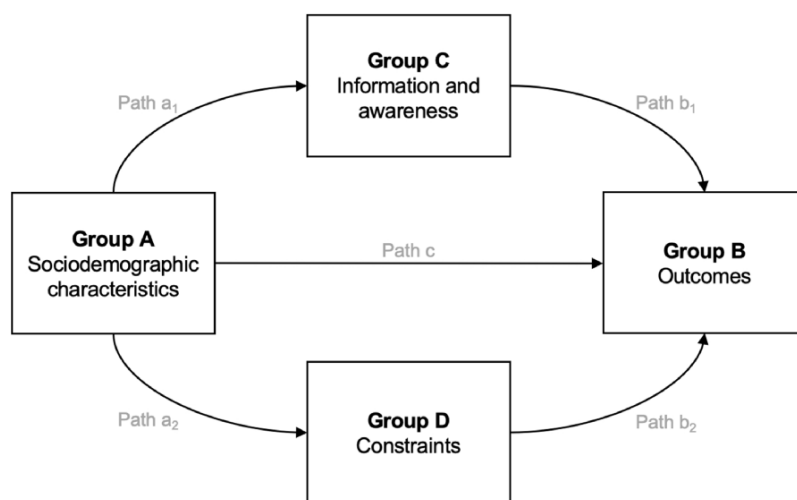 Group C
Information and
awareness
Path a₁
Path b₁
Group A
Sociodemographic
characteristics
Path c
Group B
Outcomes
Path a₂
Group D
Constraints
Path b₂